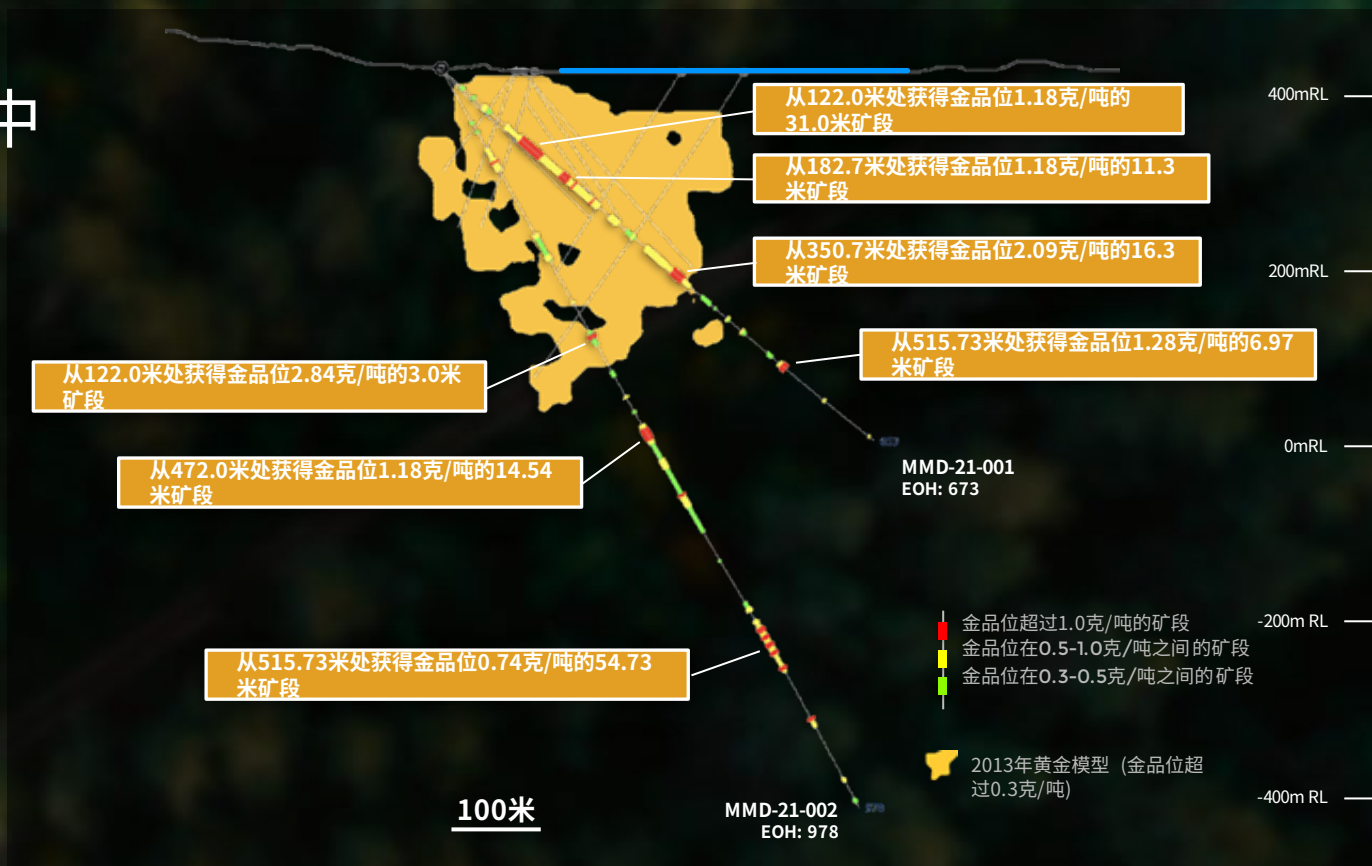 中
从122.0米处获得金品位1.18克/吨的
31.0米矿段
400mRL
从182.7米处获得金品位1.18克/吨的11.3
米矿段
从350.7米处获得金品位2.09克/吨的16.3
米矿段
200mRL
从515.73米处获得金品位1.28克/吨的6.97
米矿段
从122.0米处获得金品位2.84克/吨的3.0米
矿段
0mRL
MMD-21-001
EOH: 673
从472.0米处获得金品位1.18克/吨的14.54
米矿段
金品位超过1.0克/吨的矿段
金品位在0.5-1.0克/吨之间的矿段
金品位在0.3-0.5克/吨之间的矿段
-200m RL
从515.73米处获得金品位0.74克/吨的54.73
米矿段
2013年黄金模型 (金品位超
过0.3克/吨)
-400m RL
100米
MMD-21-002
EOH: 978